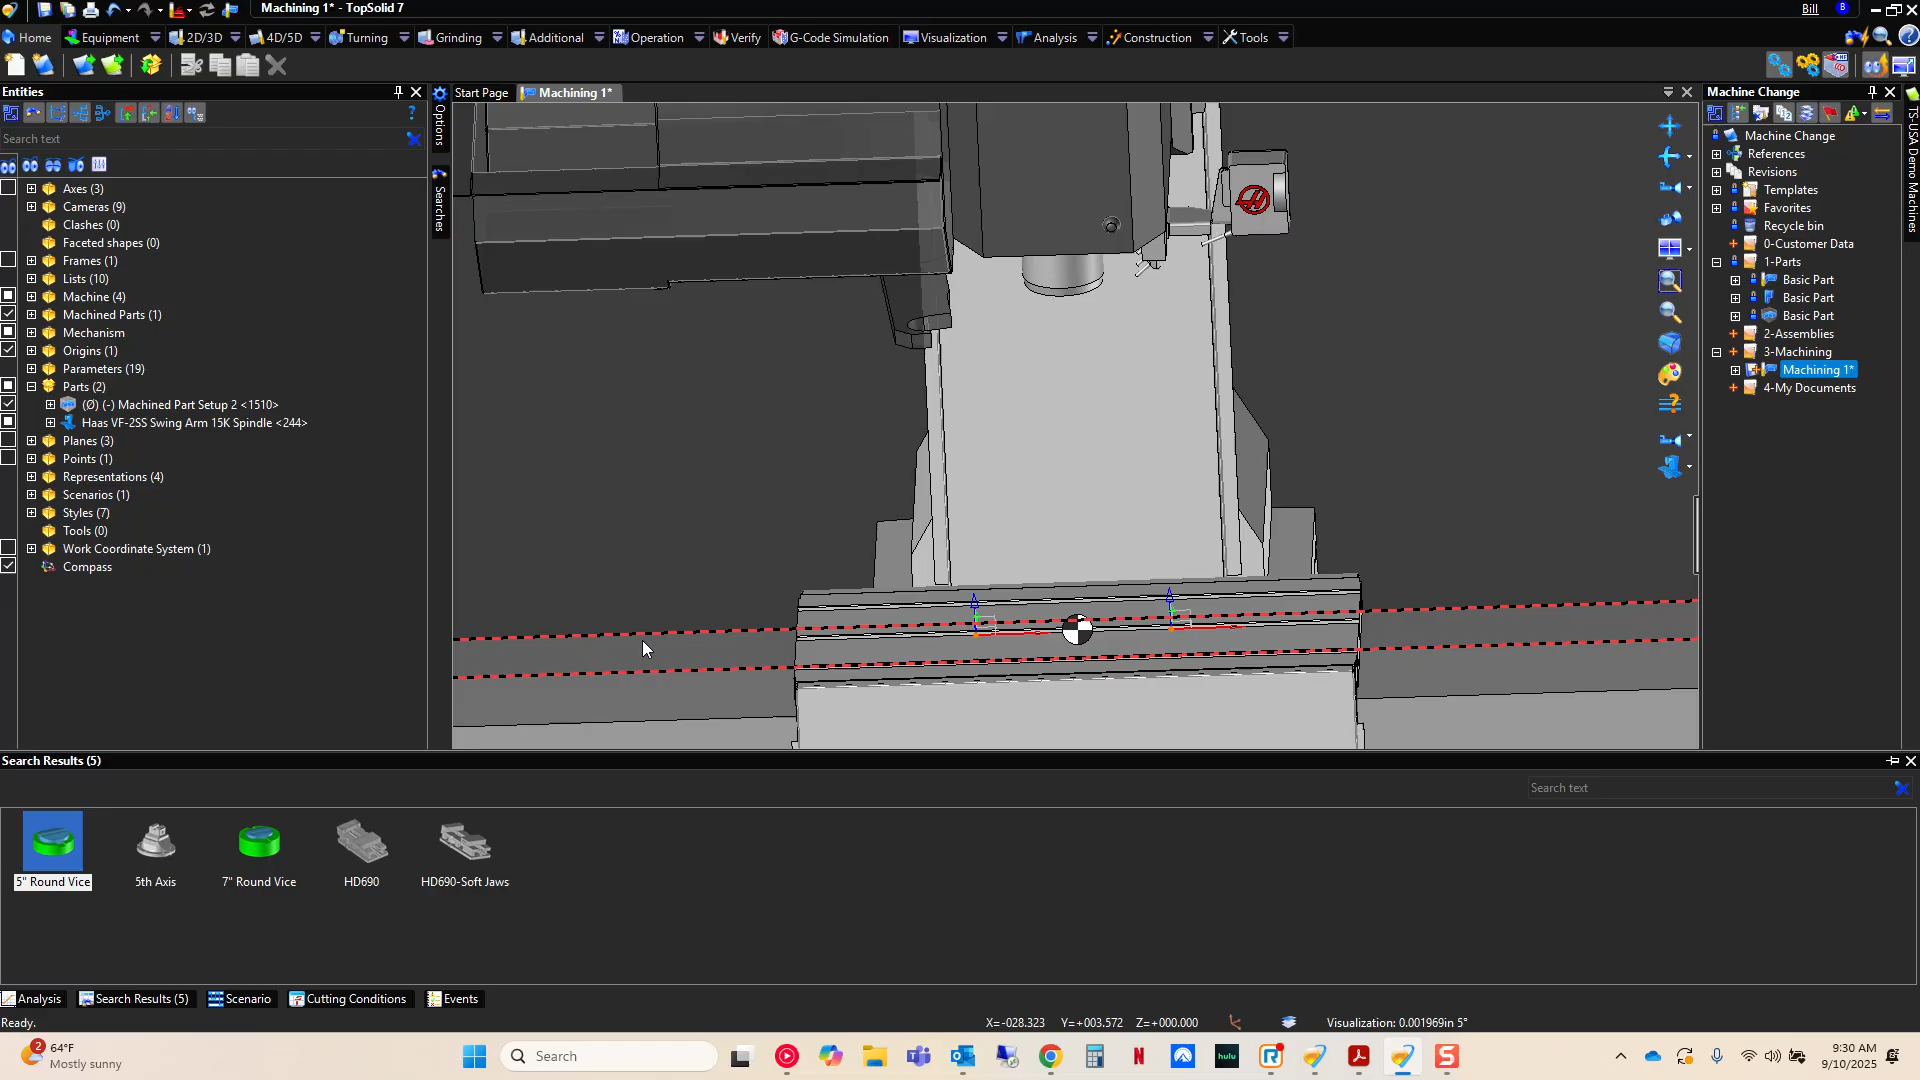 Machining 1* - TopSolid 7
Bill
B
Home
Equipment
2D/3D
4D/5D
Turning
Grinding
Additional
Operation
Verify
G-Code Simulation
Visualization
Analysis
Construction
Tools
Entities
Search text
Axes (3)
Cameras (9)
Clashes (0)
Faceted shapes (0)
Frames (1)
Lists (10)
Machine (4)
Machined Parts (1)
Mechanism
Origins (1)
Parameters (19)
Parts (2)
(Ø) (-) Machined Part Setup 2 <1510>
Haas VF-2SS Swing Arm 15K Spindle <244>
Planes (3)
Points (1)
Representations (4)
Scenarios (1)
Styles (7)
Tools (0)
Work Coordinate System (1)
Compass
Options
Searches
Start Page
Machining 1*
Machine Change
Machine Change
References
Revisions
Templates
Favorites
Recycle bin
0-Customer Data
1-Parts
Basic Part
Basic Part
Basic Part
2-Assemblies
3-Machining
Machining 1*
4-My Documents
TS-USA Demo Machines
Search Results (5)
Search text
5" Round Vice
5th Axis
7" Round Vice
HD690
HD690-Soft Jaws
Analysis
Search Results (5)
Scenario
Cutting Conditions
Events
Ready.
X=-028.323 Y=+003.572 Z=+000.000
Visualization: 0.001969in 5°
2
64°F
Mostly sunny
Search
N
hulu
R
S
9:30 AM
9/10/2025